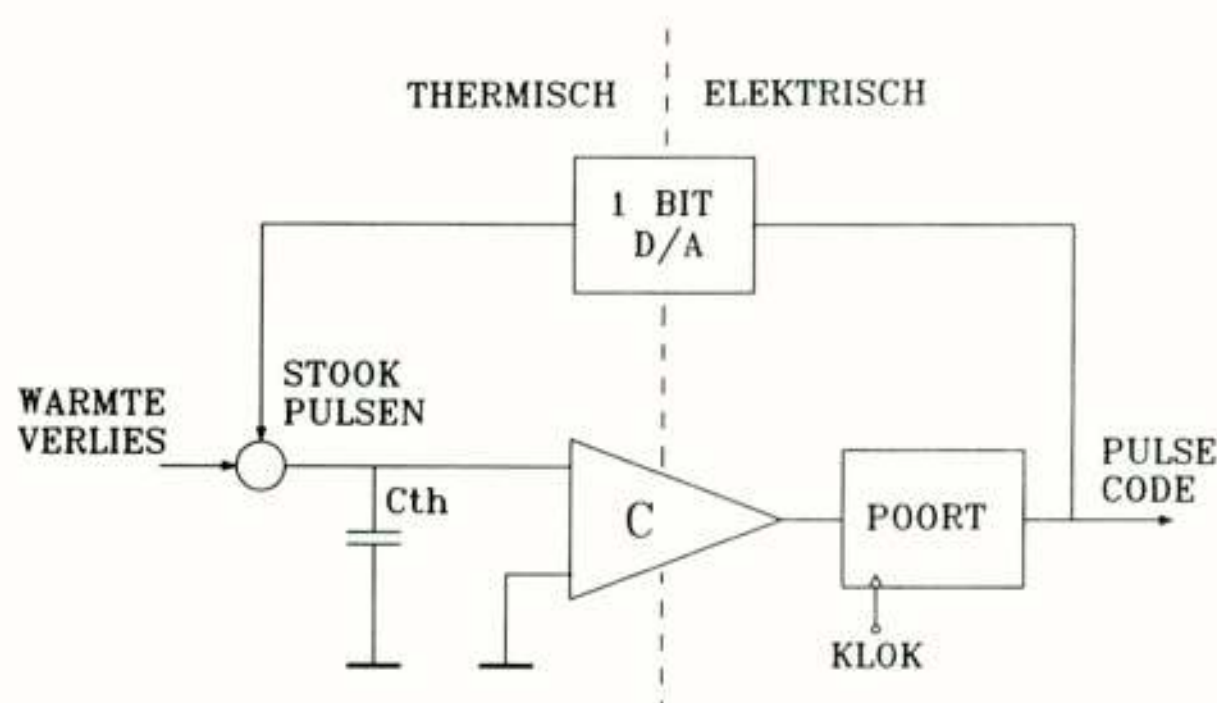 THERMISCH ELEKTRISCH
1 BIT
D/A
STOOK
PULSEN
WARMTE
VERLIES
Cth
C
POORT
PULSE
CODE
KLOK